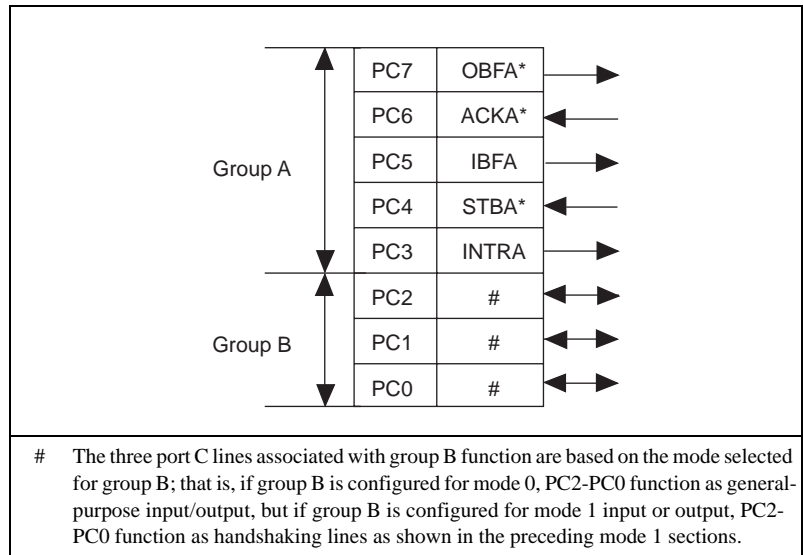 PC7 OBFA*
PC6 ACKA*
Group A PC5 IBFA
PC4 STBA*
PC3 INTRA
PC2 #
Group B PC1 #
PC0 #
# The three port C lines associated with group B function are based on the mode selected
for group B; that is, if group B is configured for mode 0, PC2-PC0 function as general-
purpose input/output, but if group B is configured for mode 1 input or output, PC2-
PC0 function as handshaking lines as shown in the preceding mode 1 sections.